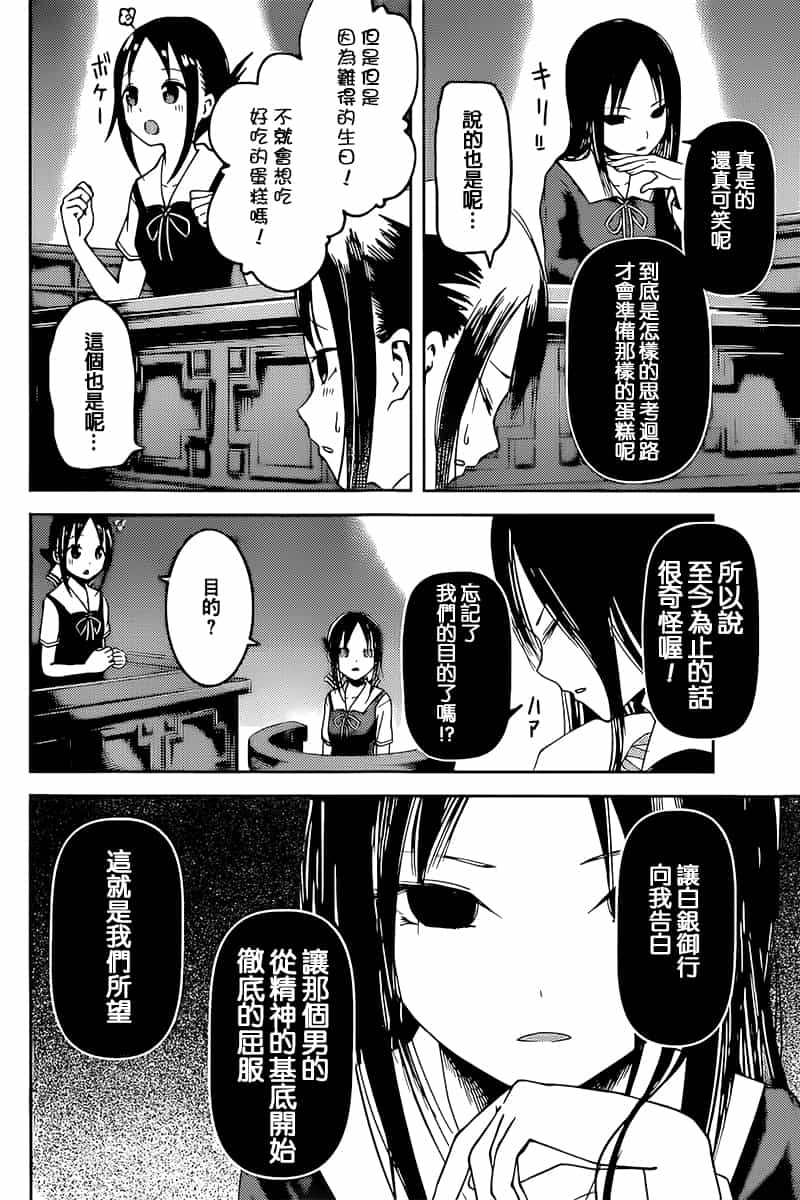 キリ!!
真是的
還真可笑呢
到底是怎樣的思考迴路
才會準備那樣的蛋糕呢
說的也是呢…
但是但是
因為難得的生日!
不就會想吃
好吃的蛋糕嗎!
ボケー
這個也是呢…
所以說
至今為止的話
很奇怪喔!
ハァ
忘記了
我們的目的了嗎!?
目的?
讓白銀御行
向我告白
讓那個男的
從精神的基底開始
徹底的屈服
這就是我們所望